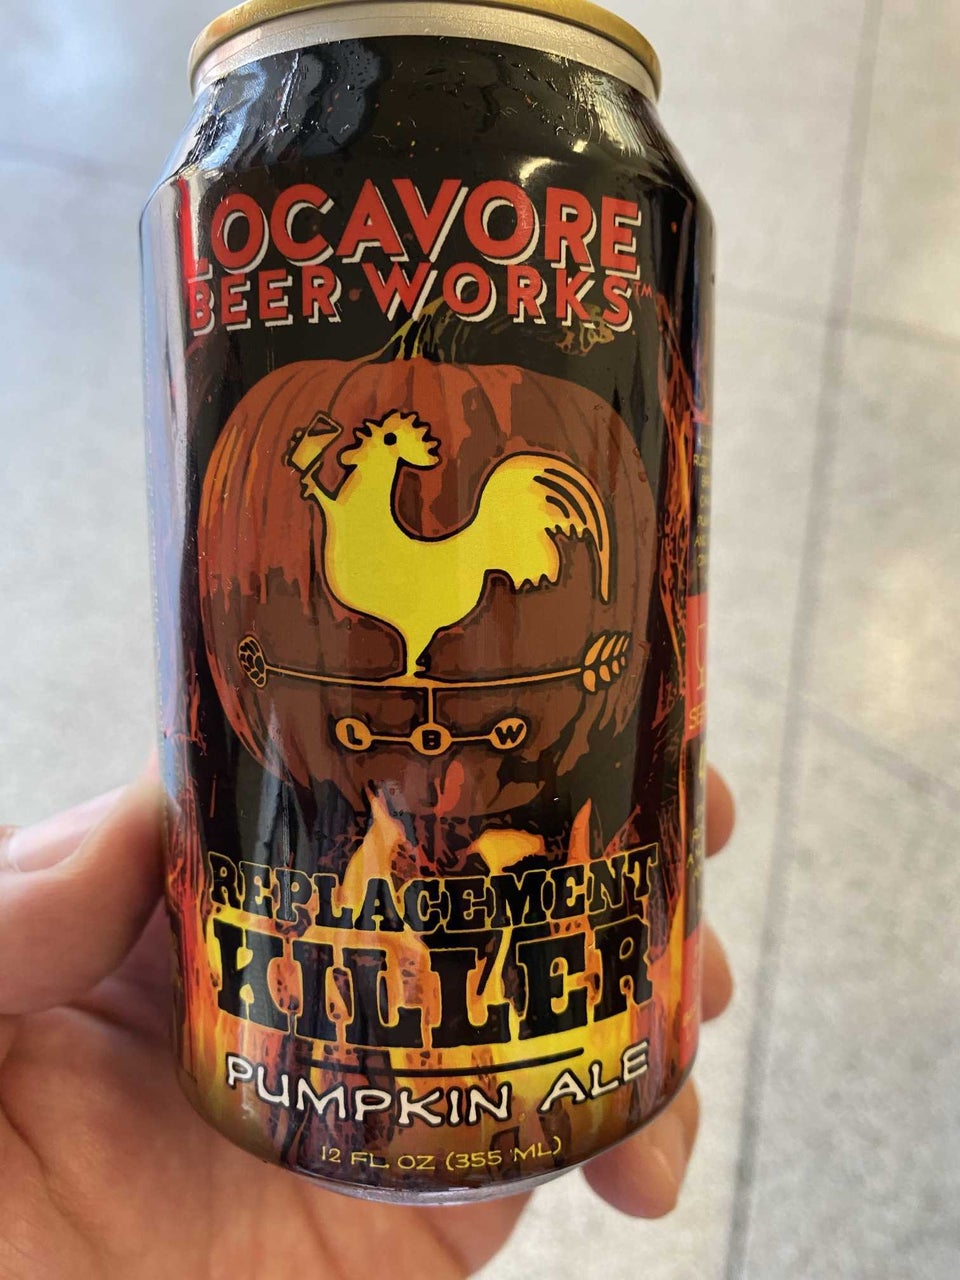 LOCAVORE
BEER WORKS™
L B W
REPLACEMENT
KILLER
PUMPKIN ALE
12 FL OZ (355 ML)